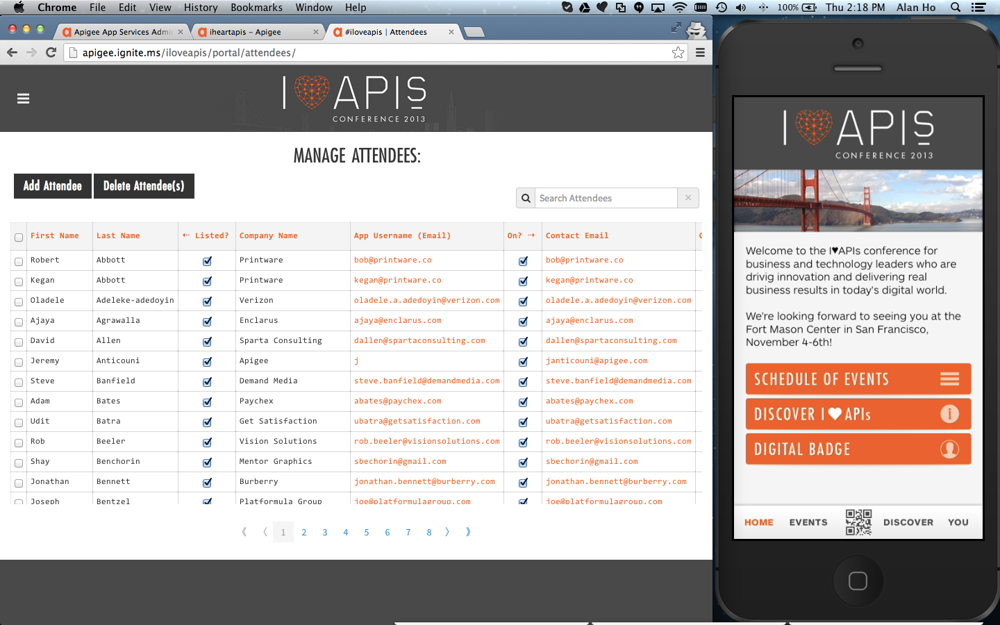 Chrome File Edit View History Bookmarks Window Help 100% Thu 2:18 PM Alan Ho
Apigee App Services Admi
iheartapis – Apigee
#iloveapis | Attendees
apigee.ignite.ms/iloveapis/portal/attendees/
I APIS
CONFERENCE 2013
MANAGE ATTENDEES:
Add Attendee
Delete Attendee(s)
Search Attendees
First Name Last Name ← Listed? Company Name App Username (Email) On? → Contact Email
Robert Abbott Printware bob@printware.co bob@printware.co
Kegan Abbott Printware kegan@printware.co kegan@printware.co
Oladele Adeleke-adedoyin Verizon oladele.a.adedoyin@verizon.com oladele.a.adedoyin@verizon.com
Ajaya Agrawalla Enclarus ajaya@enclarus.com ajaya@enclarus.com
David Allen Sparta Consulting dallen@spartaconsulting.com dallen@spartaconsulting.com
Jeremy Anticouni Apigee j janticouni@apigee.com
Steve Banfield Demand Media steve.banfield@demandmedia.com steve.banfield@demandmedia.com
Adam Bates Paychex abates@paychex.com abates@paychex.com
Udit Batra Get Satisfaction ubatra@getsatisfaction.com ubatra@getsatisfaction.com
Rob Beeler Vision Solutions rob.beeler@visionsolutions.com rob.beeler@visionsolutions.com
Shay Benchorin Mentor Graphics sbechorin@gmail.com sbechorin@gmail.com
Jonathan Bennett Burberry jonathan.bennett@burberry.com jonathan.bennett@burberry.com
Joseph Bentzel Platformula Group joe@platformulagroup.com joe@platformulagroup.com
《 〈 1 2 3 4 5 6 7 8 〉 》
I APIS
CONFERENCE 2013
Welcome to the I♥APIs conference for
business and technology leaders who are
drivig innovation and delivering real
business results in today's digital world.
We're looking forward to seeing you at the
Fort Mason Center in San Francisco,
November 4-6th!
SCHEDULE OF EVENTS
DISCOVER I ♥ APIs
DIGITAL BADGE
HOME EVENTS DISCOVER YOU